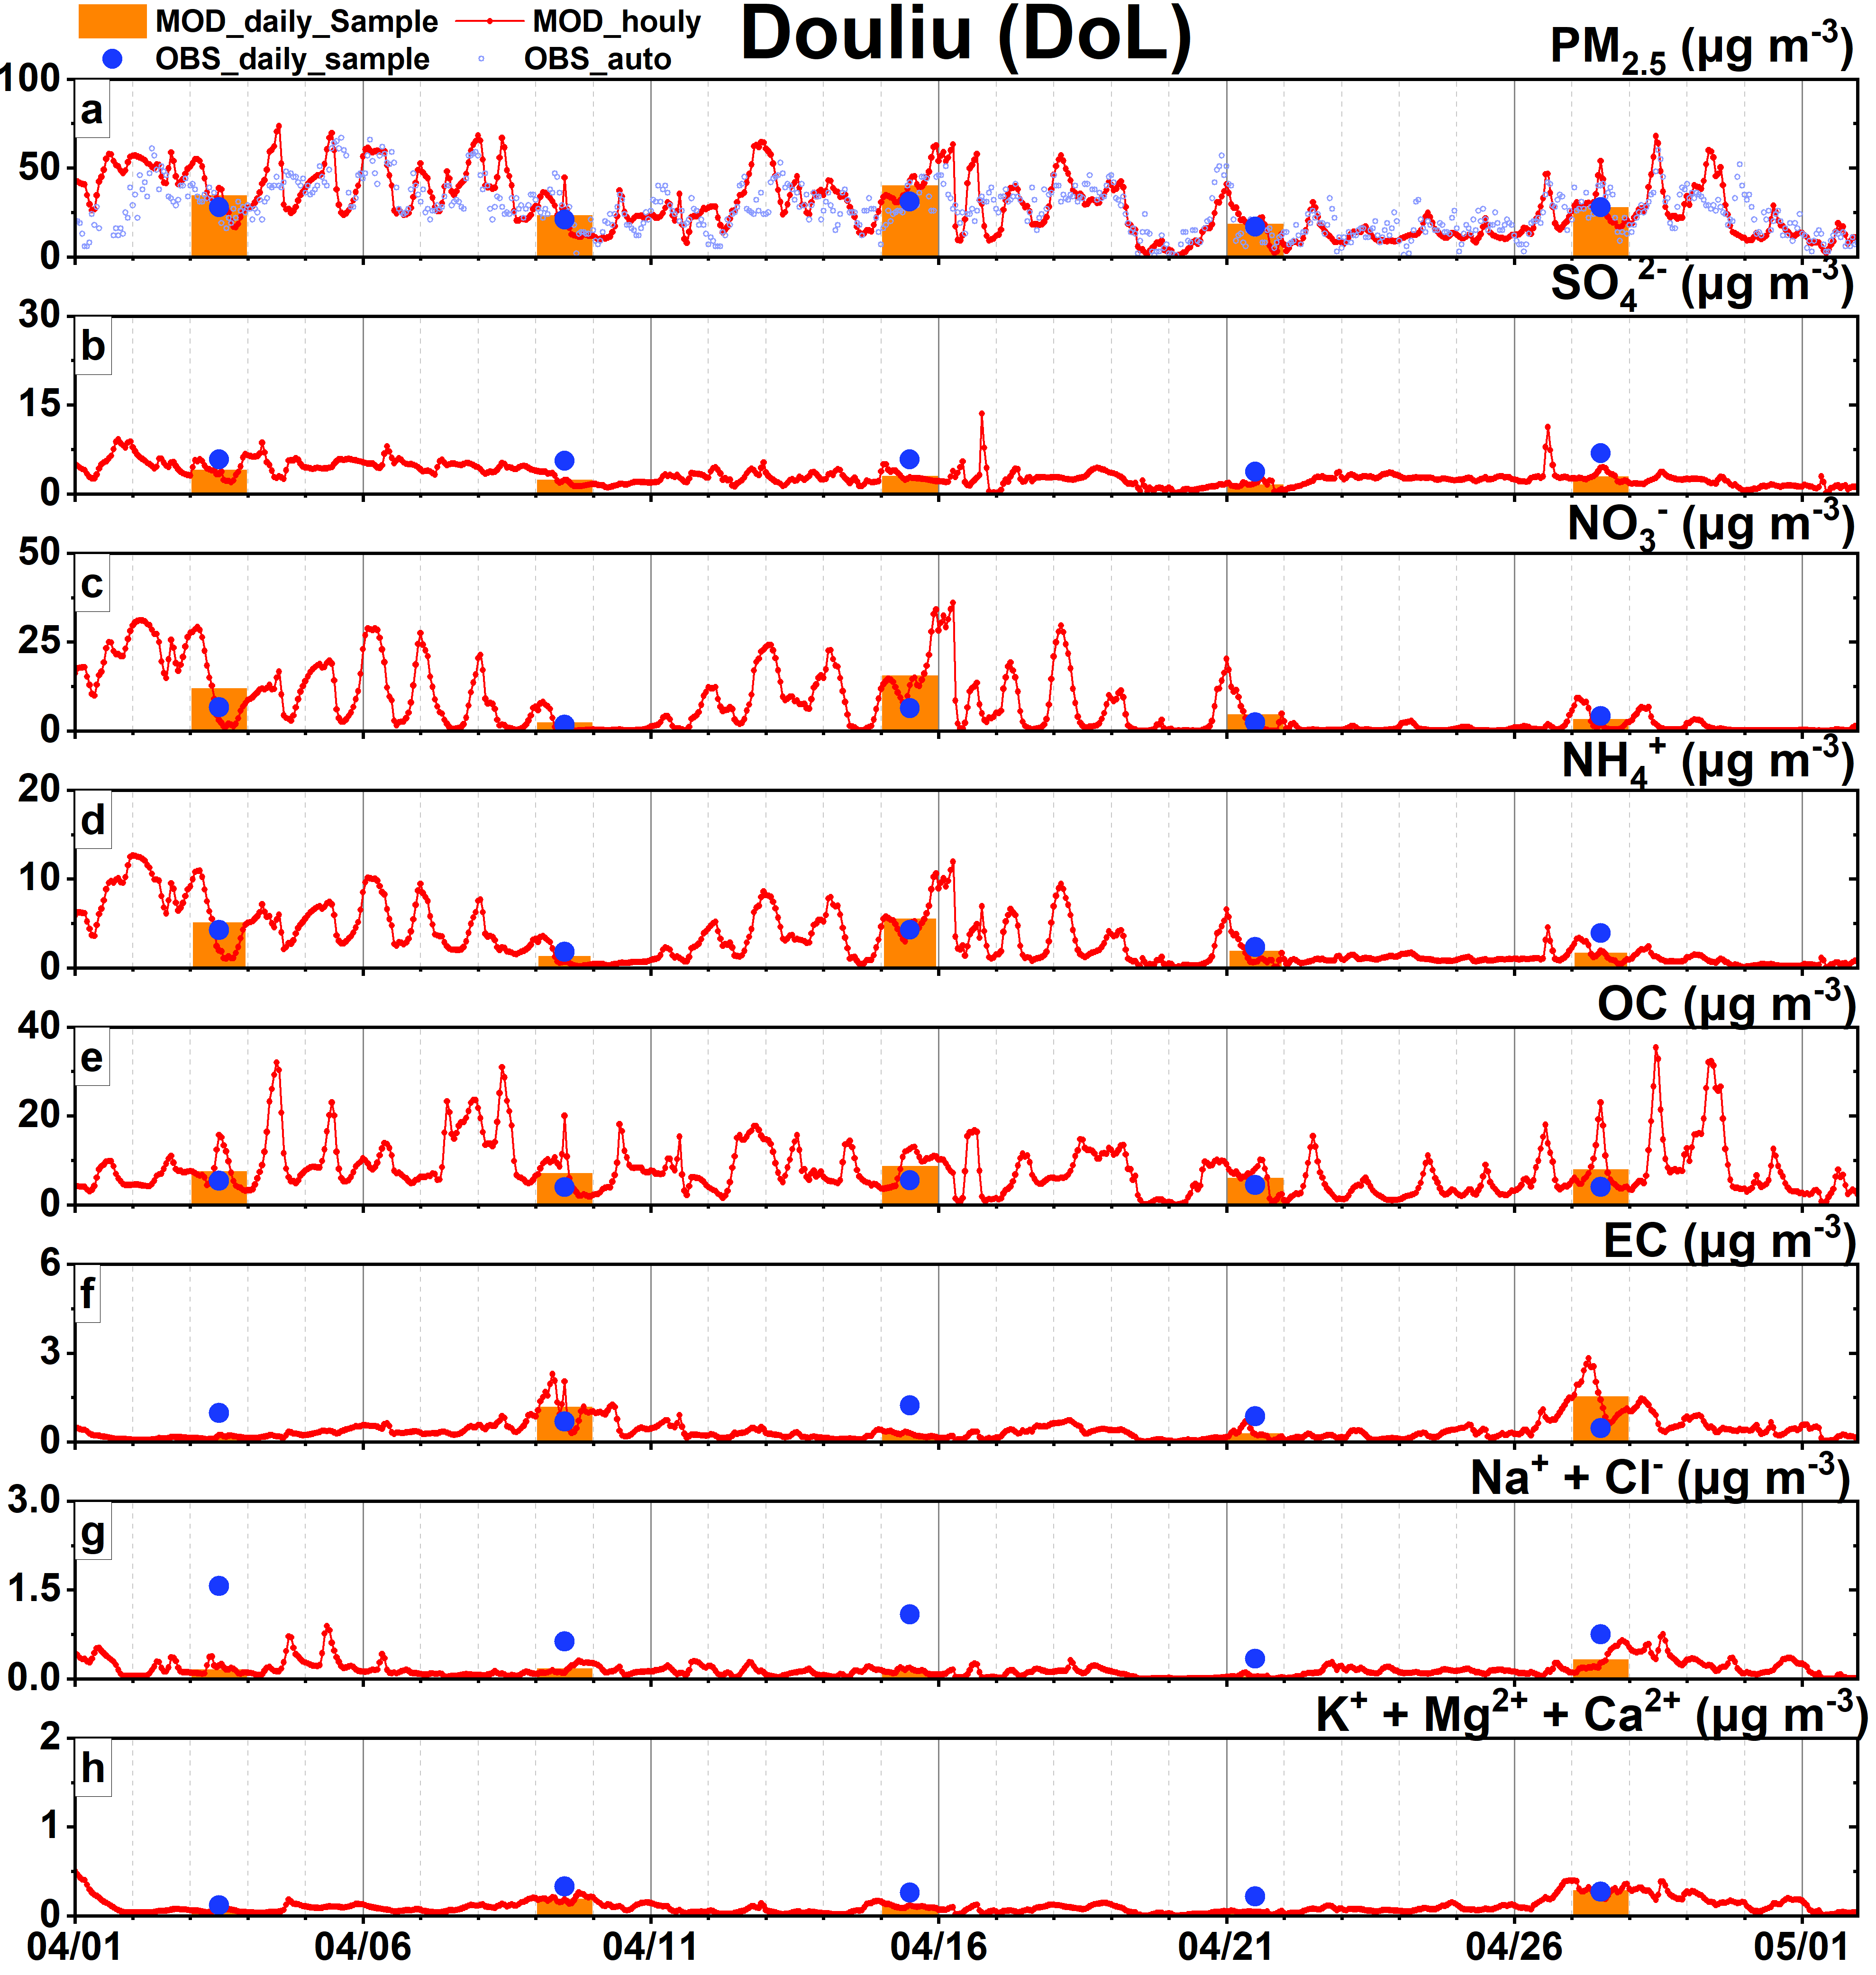 MOD_daily_Sample MOD_houly Douliu (DoL)
OBS_daily_sample OBS_auto PM2.5 (µg m-3)
100
a
50
0
SO42- (µg m-3)
30
b
15
0
NO3- (µg m-3)
50
c
25
0
NH4+ (µg m-3)
20
d
10
0
OC (µg m-3)
40
e
20
0
EC (µg m-3)
6
f
3
0
Na+ + Cl- (µg m-3)
3.0
g
1.5
0.0
K+ + Mg2+ + Ca2+ (µg m-3)
2
h
1
0
04/01 04/06 04/11 04/16 04/21 04/26 05/01